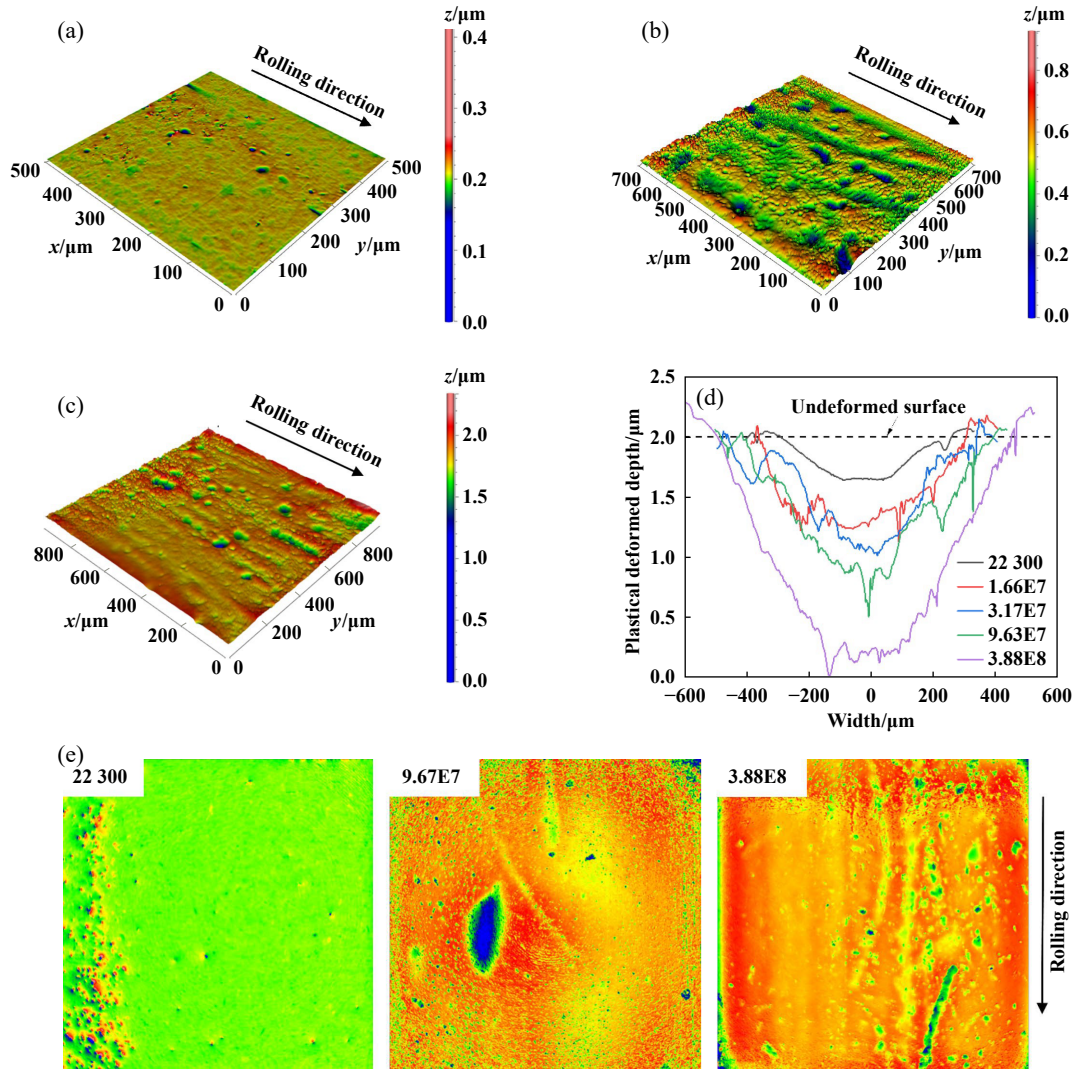 (a)
z/μm
0.4
0.3
0.2
0.1
0.0
Rolling direction
500
400
300
200
100
0
x/μm
500
400
300
200
100
0
y/μm
(b)
z/μm
0.8
0.6
0.4
0.2
0.0
Rolling direction
700
600
500
400
300
200
100
0
x/μm
700
600
500
400
300
200
100
0
y/μm
(c)
z/μm
2.0
1.5
1.0
0.5
0.0
Rolling direction
800
600
400
200
0
x/μm
800
600
400
200
0
y/μm
(d)
Undeformed surface
Plastical deformed depth/μm
2.5
2.0
1.5
1.0
0.5
0.0
22 300
1.66E7
3.17E7
9.63E7
3.88E8
−600
−400
−200
0
200
400
600
Width/μm
(e)
22 300
9.67E7
3.88E8
Rolling direction